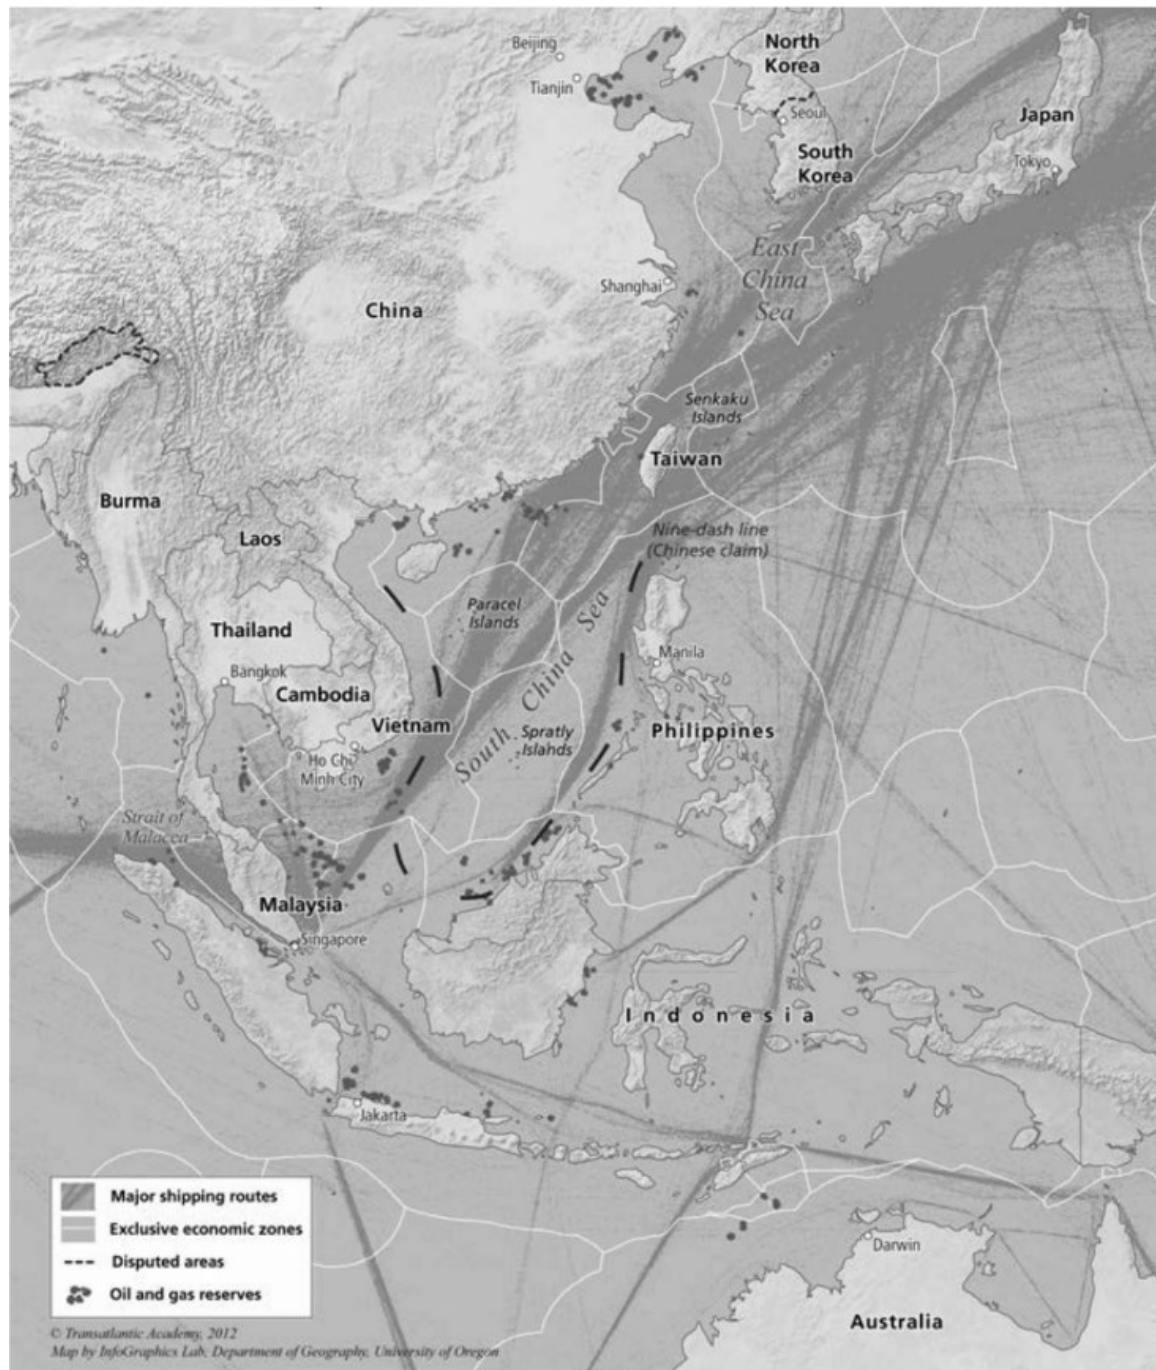 Beijing
Tianjin
North
Korea
Seoul
South
Korea
Japan
Tokyo
East
China
Sea
Shanghai
China
Senkaku
Islands
Taiwan
Burma
Laos
Nine-dash line
(Chinese claim)
Paracel
Islands
Thailand
Bangkok
Cambodia
Vietnam
Ho Chi
Minh City
South China Sea
Spratly
Islands
Manila
Philippines
Strait of
Malacca
Malaysia
Singapore
Indonesia
Jakarta
Darwin
Australia
Major shipping routes
Exclusive economic zones
Disputed areas
Oil and gas reserves
© Transatlantic Academy, 2012
Map by InfoGraphics Lab, Department of Geography, University of Oregon